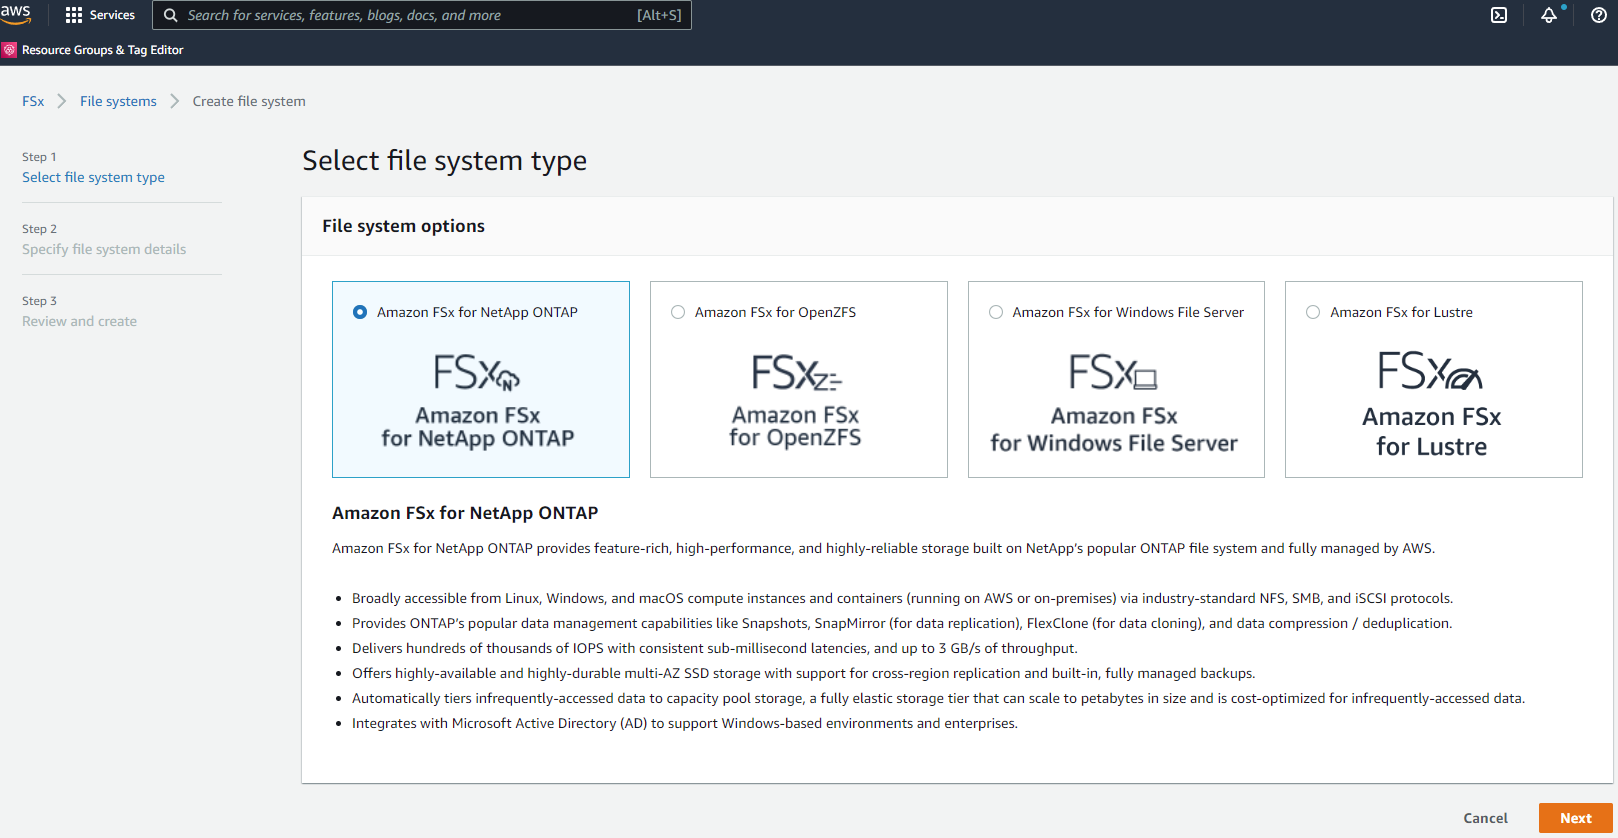 aws
Services
Search for services, features, blogs, docs, and more
[Alt+S]
Resource Groups & Tag Editor
FSx
File systems
Create file system
Step 1
Select file system type
Step 2
Specify file system details
Step 3
Review and create
Select file system type
File system options
Amazon FSx for NetApp ONTAP
FSx N
Amazon FSx
for NetApp ONTAP
Amazon FSx for OpenZFS
FSx Z
Amazon FSx
for OpenZFS
Amazon FSx for Windows File Server
FSx
Amazon FSx
for Windows File Server
Amazon FSx for Lustre
FSx
Amazon FSx
for Lustre
Amazon FSx for NetApp ONTAP
Amazon FSx for NetApp ONTAP provides feature-rich, high-performance, and highly-reliable storage built on NetApp's popular ONTAP file system and fully managed by AWS.
• Broadly accessible from Linux, Windows, and macOS compute instances and containers (running on AWS or on-premises) via industry-standard NFS, SMB, and iSCSI protocols.
• Provides ONTAP's popular data management capabilities like Snapshots, SnapMirror (for data replication), FlexClone (for data cloning), and data compression / deduplication.
• Delivers hundreds of thousands of IOPS with consistent sub-millisecond latencies, and up to 3 GB/s of throughput.
• Offers highly-available and highly-durable multi-AZ SSD storage with support for cross-region replication and built-in, fully managed backups.
• Automatically tiers infrequently-accessed data to capacity pool storage, a fully elastic storage tier that can scale to petabytes in size and is cost-optimized for infrequently-accessed data.
• Integrates with Microsoft Active Directory (AD) to support Windows-based environments and enterprises.
Cancel
Next